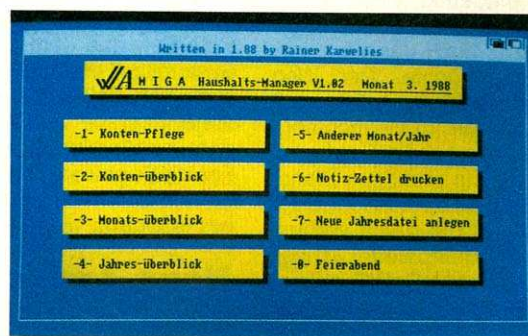 Written in 1.88 by Rainer Karwelies
AMIGA Haushalts-Manager V1.02 Monat 3. 1988
-1- Konten-Pflege
-2- Konten-überblick
-3- Monats-überblick
-4- Jahres-überblick
-5- Anderer Monat/Jahr
-6- Notiz-Zettel drucken
-7- Neue Jahresdatei anlegen
-0- Feierabend